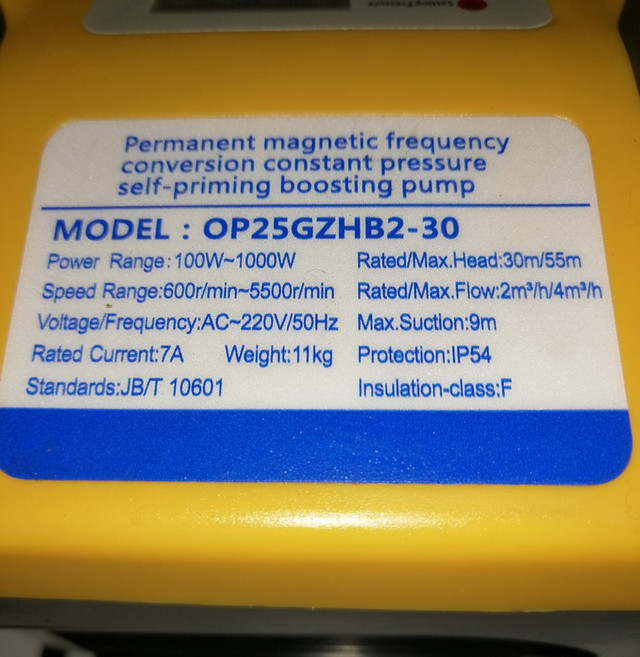 Setting Pressure
Permanent magnetic frequency
conversion constant pressure
self-priming boosting pump
MODEL : OP25GZHB2-30
Power Range:100W~1000W Rated/Max.Head:30m/55m
Speed Range:600r/min~5500r/min Rated/Max.Flow:2m³/h/4m³/h
Voltage/Frequency:AC~220V/50Hz Max.Suction:9m
Rated Current:7A Weight:11kg Protection:IP54
Standards:JB/T 10601 Insulation-class:F